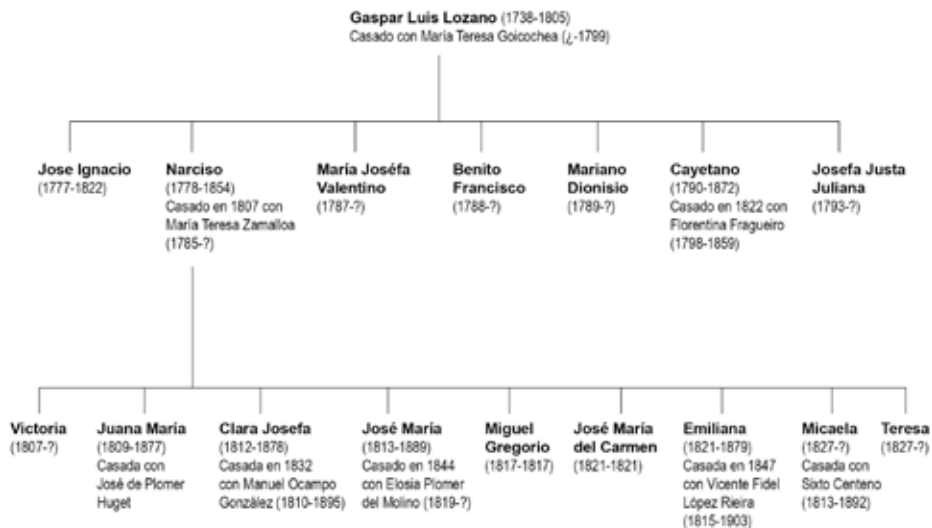 Gaspar Luis Lozano (1738-1805)
Casado con María Teresa Goicochea (¿-1799)
Jose Ignacio
(1777-1822)
Narciso
(1778-1854)
Casado en 1807 con
María Teresa Zamalloa
(1785-?)
María Joséfa
Valentino
(1787-?)
Benito
Francisco
(1788-?)
Mariano
Dionisio
(1789-?)
Cayetano
(1790-1872)
Casado en 1822 con
Florentina Fragueiro
(1798-1859)
Josefa Justa
Juliana
(1793-?)
Victoria
(1807-?)
Juana María
(1809-1877)
Casada con
José de Plomer
Huget
Clara Josefa
(1812-1878)
Casada en 1832
con Manuel Ocampo
González (1810-1895)
José María
(1813-1889)
Casado en 1844
con Elosia Plomer
del Molino (1819-?)
Miguel
Gregorio
(1817-1817)
José María
del Carmen
(1821-1821)
Emiliana
(1821-1879)
Casada en 1847
con Vicente Fidel
López Rieira
(1815-1903)
Micaela
(1827-?)
Casada con
Sixto Centeno
(1813-1892)
Teresa
(1827-?)